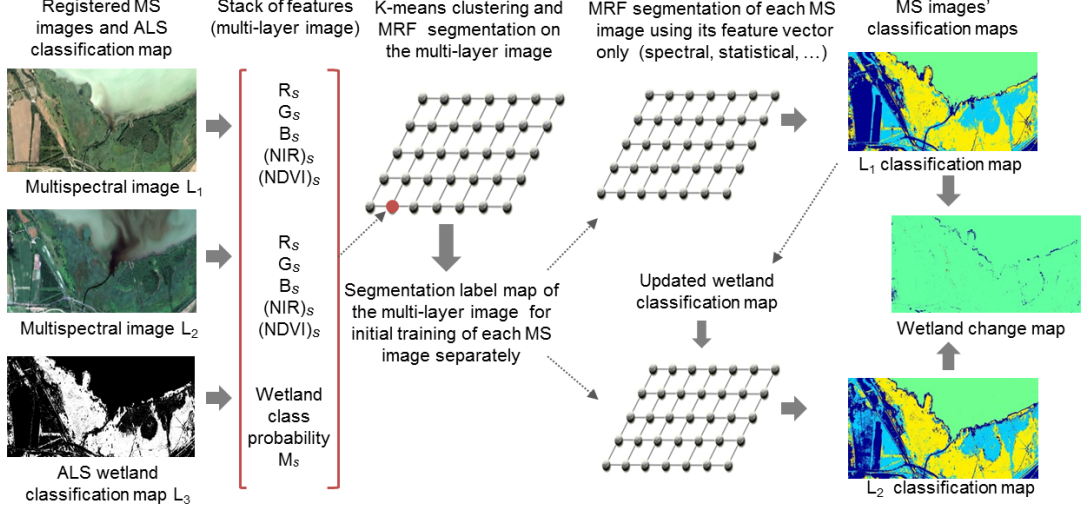 Registered MS
images and ALS
classification map
Multispectral image L1
Multispectral image L2
ALS wetland
classification map L3
Stack of features
(multi-layer image)
Rs
Gs
Bs
(NIR)s
(NDVI)s
Rs
Gs
Bs
(NIR)s
(NDVI)s
Wetland
class
probability
Ms
K-means clustering and
MRF segmentation on
the multi-layer image
Segmentation label map of
the multi-layer image for
initial training of each MS
image separately
MRF segmentation of each MS
image using its feature vector
only (spectral, statistical, …)
Updated wetland
classification map
MS images'
classification maps
L1 classification map
Wetland change map
L2 classification map